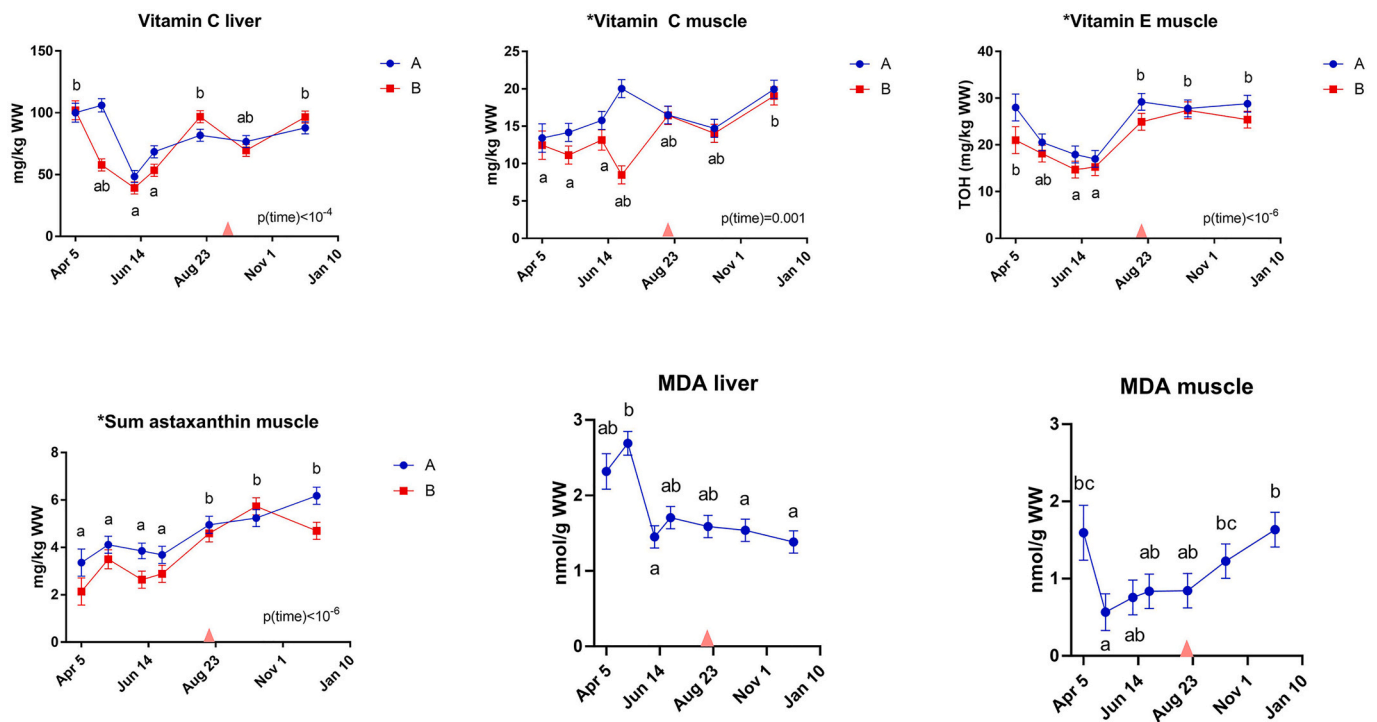 Vitamin C liver
150
100
50
0
mg/kg WW
b
b
ab
b
ab
a
a
A
B
p(time)<10-4
Apr 5
Jun 14
Aug 23
Nov 1
Jan 10
*Vitamin C muscle
25
20
15
10
5
0
mg/kg WW
a
a
a
ab
ab
ab
b
A
B
p(time)=0.001
Apr 5
Jun 14
Aug 23
Nov 1
Jan 10
*Vitamin E muscle
40
30
20
10
0
TOH (mg/kg WW)
b
b
b
b
ab
a
a
A
B
p(time)<10-6
Apr 5
Jun 14
Aug 23
Nov 1
Jan 10
*Sum astaxanthin muscle
8
6
4
2
0
mg/kg WW
a
a
a
a
b
b
b
A
B
p(time)<10-6
Apr 5
Jun 14
Aug 23
Nov 1
Jan 10
MDA liver
3
2
1
0
nmol/g WW
ab
b
a
ab
ab
a
a
Apr 5
Jun 14
Aug 23
Nov 1
Jan 10
MDA muscle
3
2
1
0
nmol/g WW
bc
a
ab
ab
ab
bc
b
Apr 5
Jun 14
Aug 23
Nov 1
Jan 10